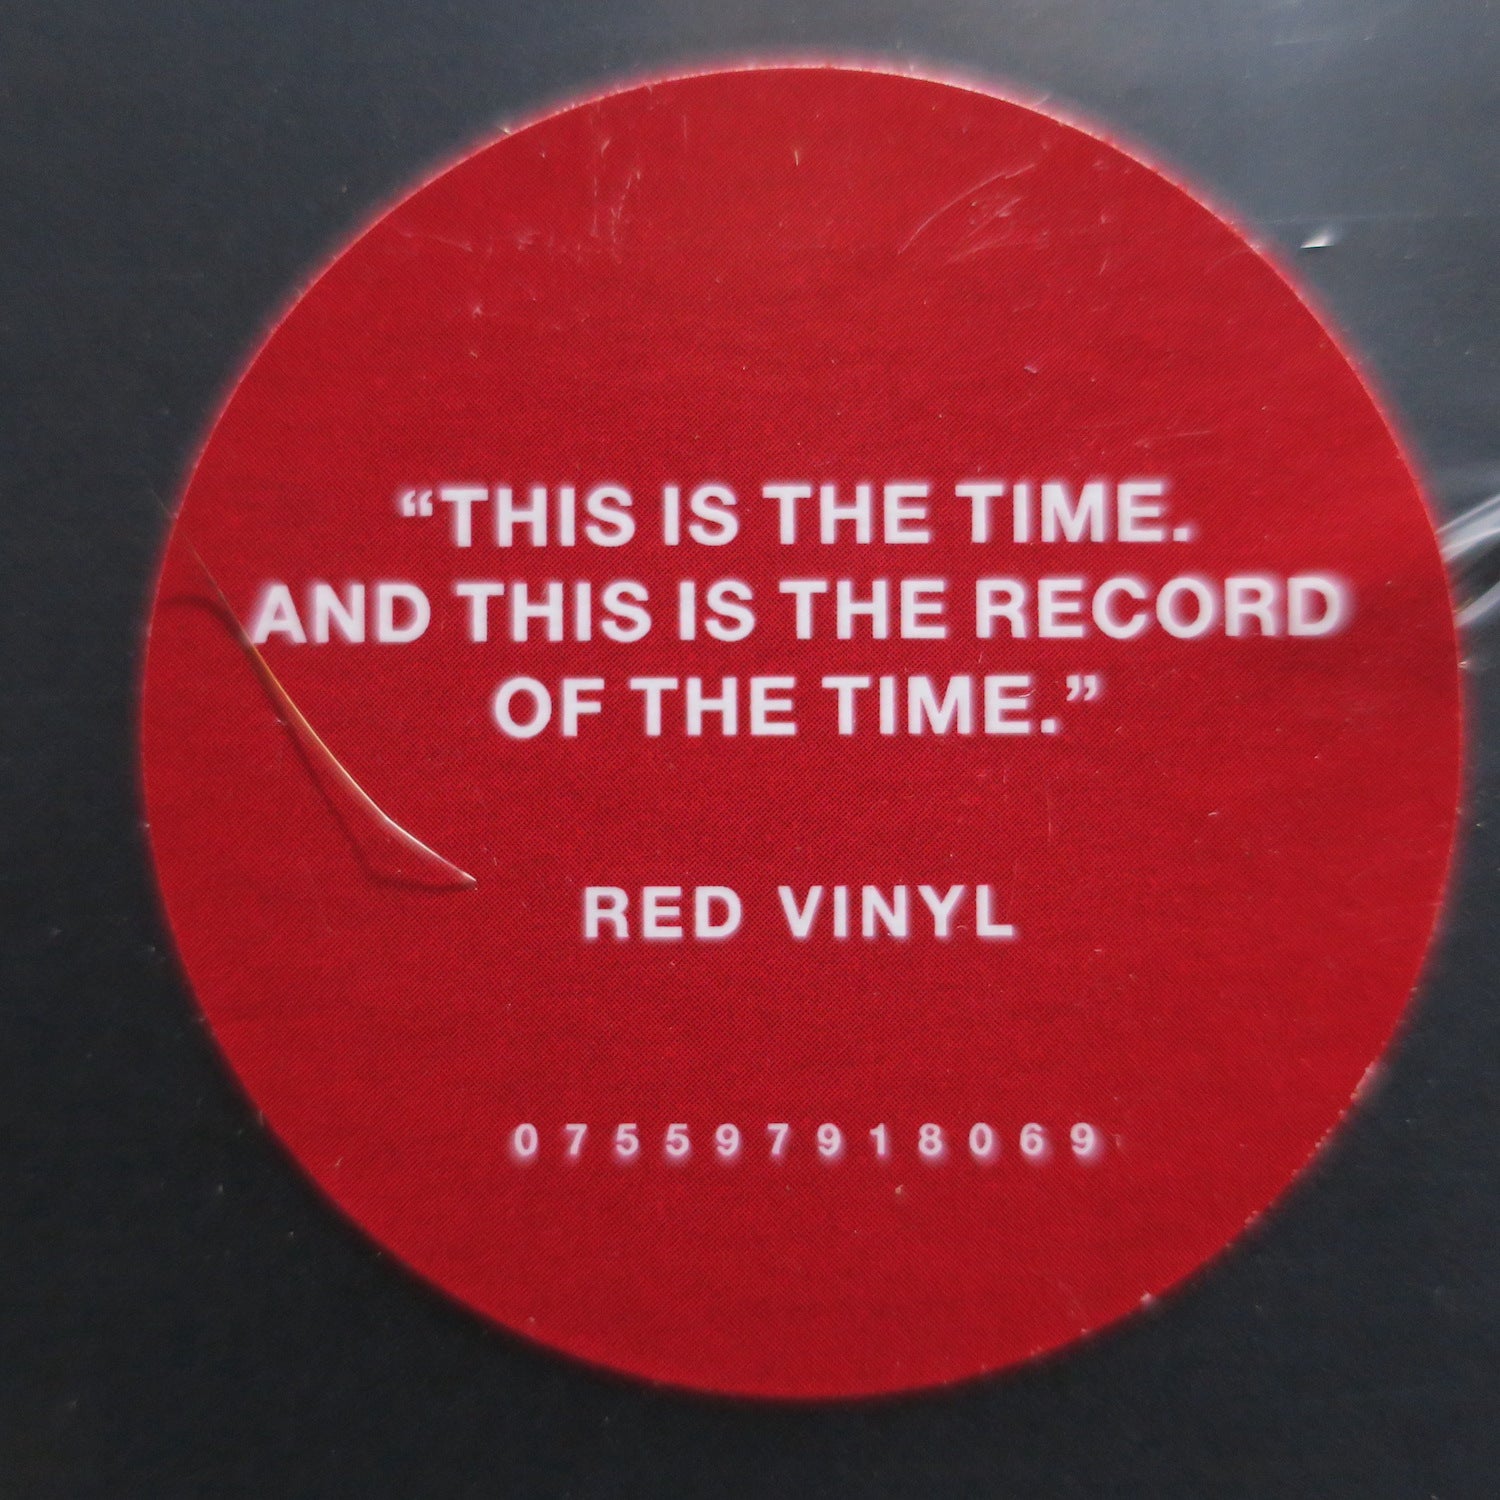 “THIS IS THE TIME.
AND THIS IS THE RECORD
OF THE TIME.”
RED VINYL
075597918069